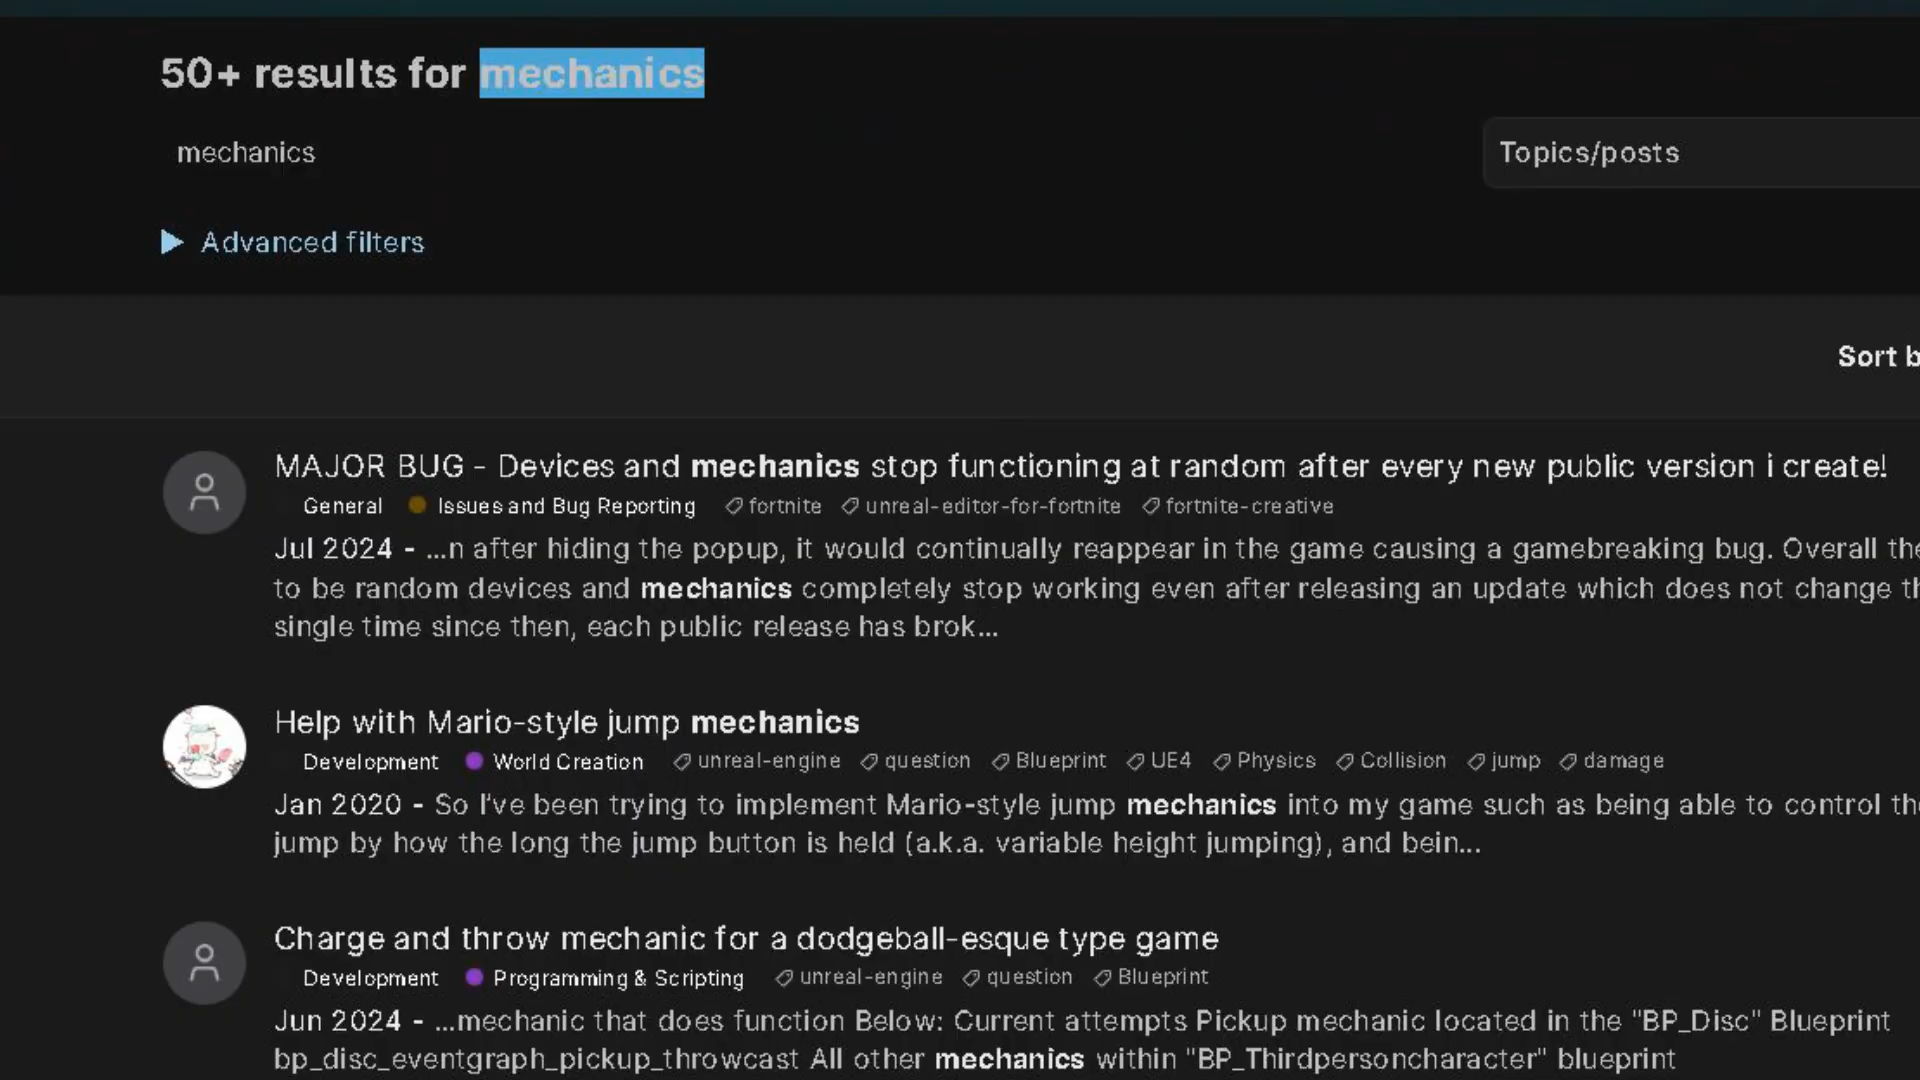 50+ results for mechanics
mechanics
Topics/posts
Advanced filters
Sort b
MAJOR BUG - Devices and mechanics stop functioning at random after every new public version i create!
General Issues and Bug Reporting fortnite unreal-editor-for-fortnite fortnite-creative
Jul 2024 - ...n after hiding the popup, it would continually reappear in the game causing a gamebreaking bug. Overall the
to be random devices and mechanics completely stop working even after releasing an update which does not change th
single time since then, each public release has brok...
Help with Mario-style jump mechanics
Development World Creation unreal-engine question Blueprint UE4 Physics Collision jump damage
Jan 2020 - So I've been trying to implement Mario-style jump mechanics into my game such as being able to control the
jump by how the long the jump button is held (a.k.a. variable height jumping), and bein...
Charge and throw mechanic for a dodgeball-esque type game
Development Programming & Scripting unreal-engine question Blueprint
Jun 2024 - ...mechanic that does function Below: Current attempts Pickup mechanic located in the "BP_Disc" Blueprint
bp_disc_eventgraph_pickup_throwcast All other mechanics within "BP_Thirdpersoncharacter" blueprint